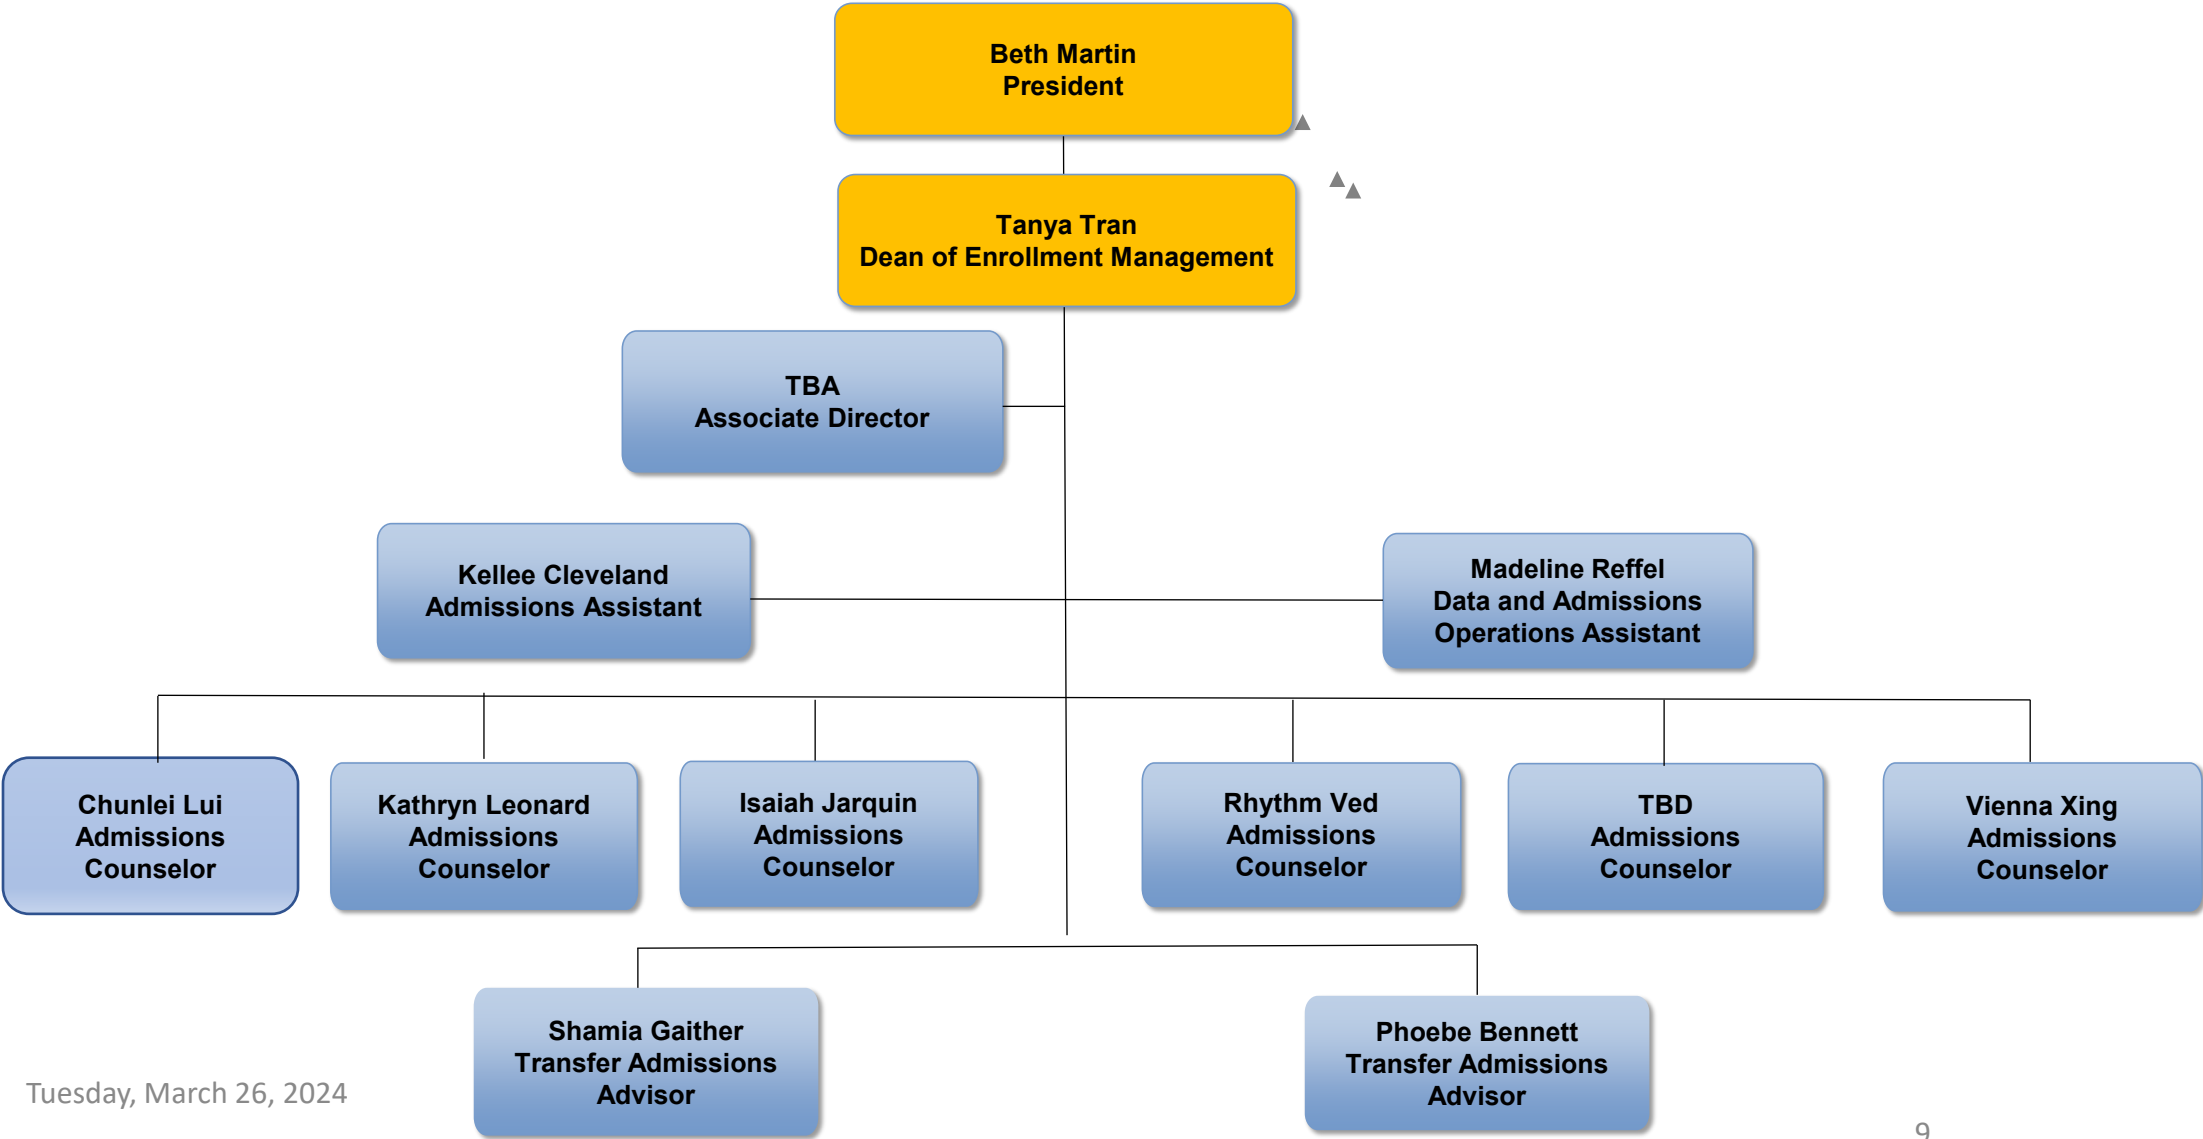 Beth Martin
President
Tanya Tran
Dean of Enrollment Management
TBA
Associate Director
Kellee Cleveland
Admissions Assistant
Madeline Reffel
Data and Admissions
Operations Assistant
Chunlei Lui
Admissions
Counselor
Kathryn Leonard
Admissions
Counselor
Isaiah Jarquin
Admissions
Counselor
Rhythm Ved
Admissions
Counselor
TBD
Admissions
Counselor
Vienna Xing
Admissions
Counselor
Shamia Gaither
Transfer Admissions
Advisor
Phoebe Bennett
Transfer Admissions
Advisor
Tuesday, March 26, 2024
9